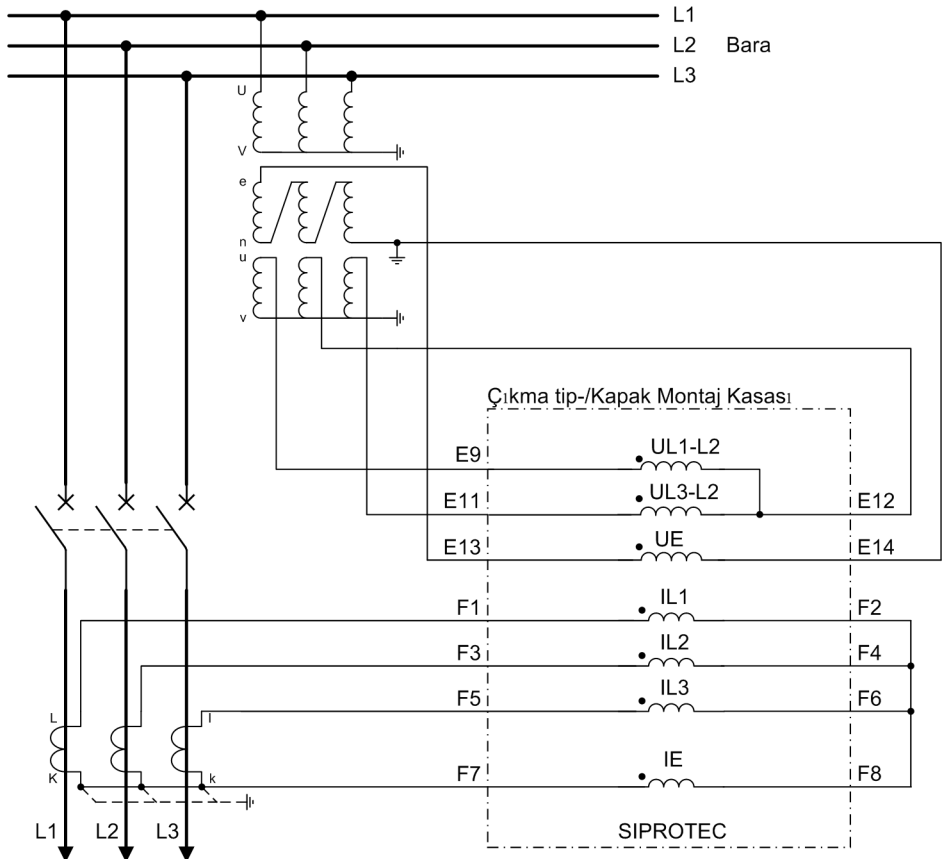 L1
L2 Bara
L3
U
V
e
n
u
v
Çıkma tip-/Kapak Montaj Kasası
E9 UL1-L2
E11 UL3-L2 E12
E13 UE E14
F1 IL1 F2
F3 IL2 F4
F5 IL3 F6
L l
K k
F7 IE F8
L1 L2 L3
SIPROTEC